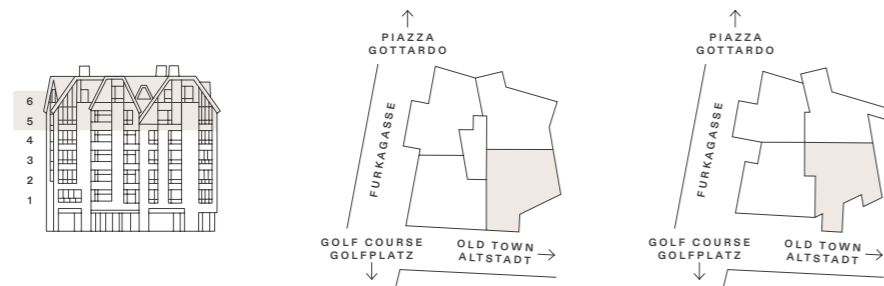 6
5
4
3
2
1
PIAZZA
GOTTARDO
FURKAGASSE
GOLF COURSE
GOLFPLATZ
OLD TOWN
ALTSTADT
PIAZZA
GOTTARDO
FURKAGASSE
GOLF COURSE
GOLFPLATZ
OLD TOWN
ALTSTADT